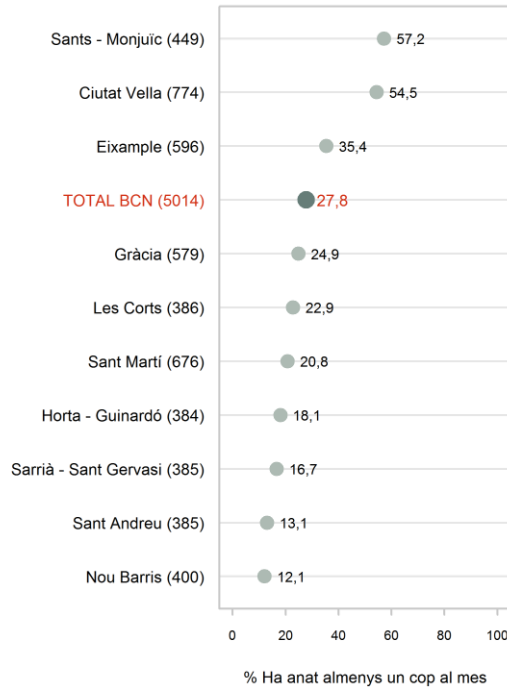 Sants - Monjuïc (449) 57,2
Ciutat Vella (774) 54,5
Eixample (596) 35,4
TOTAL BCN (5014) 27,8
Gràcia (579) 24,9
Les Corts (386) 22,9
Sant Martí (676) 20,8
Horta - Guinardó (384) 18,1
Sarrià - Sant Gervasi (385) 16,7
Sant Andreu (385) 13,1
Nou Barris (400) 12,1
0 20 40 60 80 100
% Ha anat almenys un cop al mes